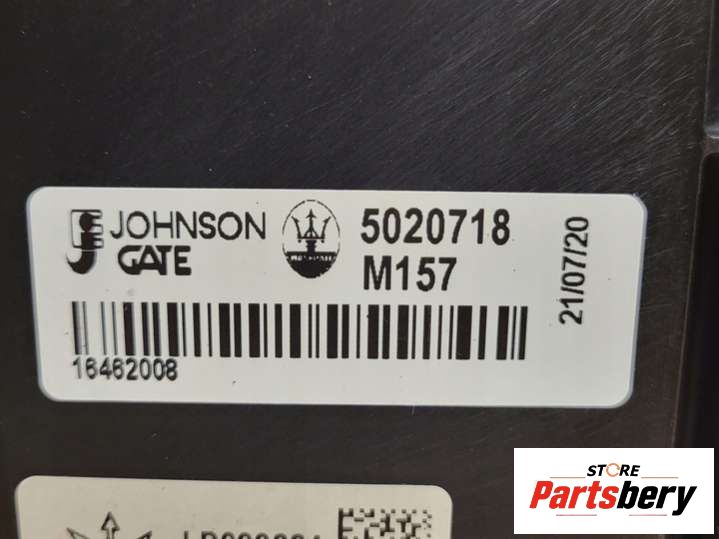 JOHNSON
GATE
5020718
M157
21/07/20
16462008
STORE
Partsbery